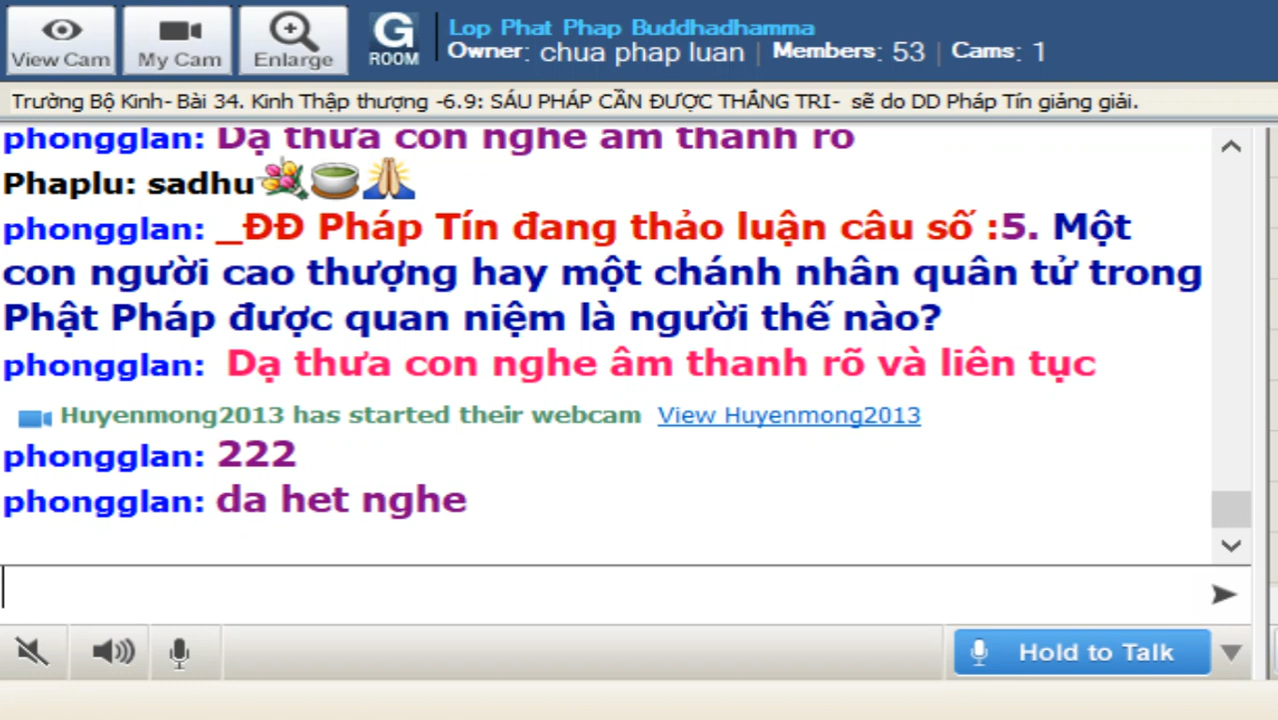 View Cam
My Cam
Enlarge
G
ROOM
Lop Phat Phap Buddhadhamma
Owner: chua phap luan | Members: 53 | Cams: 1
Trường Bộ Kinh- Bài 34. Kinh Thập thượng -6.9: SÁU PHÁP CẦN ĐƯỢC THẮNG TRI- sẽ do DD Pháp Tín giảng giải.
phongglan: Dạ thưa con nghe âm thanh rõ
Phaplu: sadhu
phongglan: _ĐĐ Pháp Tín đang thảo luận câu số :5. Một
con người cao thượng hay một chánh nhân quân tử trong
Phật Pháp được quan niệm là người thế nào?
phongglan: Dạ thưa con nghe âm thanh rõ và liên tục
Huyenmong2013 has started their webcam View Huyenmong2013
phongglan: 222
phongglan: da het nghe
Hold to Talk